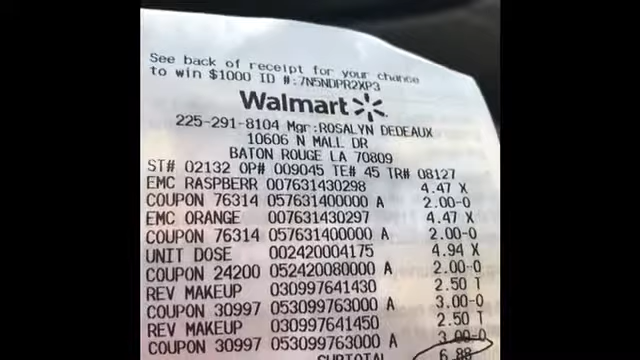 See back of receipt for your chance
to win $1000 ID #:7N5NDPR2XP3
Walmart
225-291-8104 Mgr:ROSALYN DEDEAUX
10606 N MALL DR
BATON ROUGE LA 70809
ST# 02132 OP# 009045 TE# 45 TR# 08127
EMC RASPBERR 007631430298 4.47 X
COUPON 76314 057631400000 A 2.00-O
EMC ORANGE 007631430297 4.47 X
COUPON 76314 057631400000 A 2.00-O
UNIT DOSE 002420004175 4.94 X
COUPON 24200 052420080000 A 2.00-O
REV MAKEUP 030997641430 2.50 T
COUPON 30997 053099763000 A 3.00-O
REV MAKEUP 030997641450 2.50 T
COUPON 30997 053099763000 A 3.00-O
SUBTOTAL 6.88